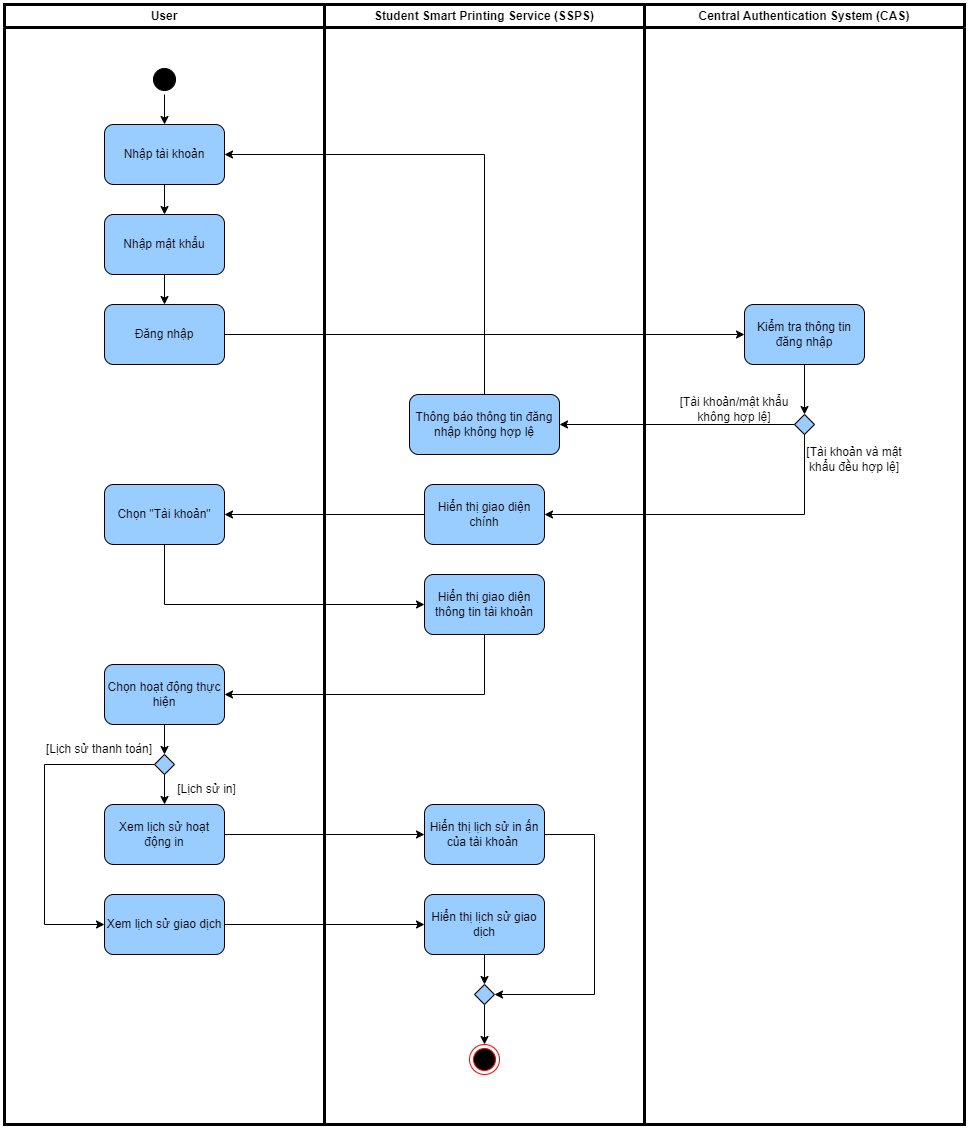 User
Student Smart Printing Service (SSPS)
Central Authentication System (CAS)
Nhập tài khoản
Nhập mật khẩu
Đăng nhập
Kiểm tra thông tin
đăng nhập
[Tài khoản/mật khẩu
không hợp lệ]
Thông báo thông tin đăng
nhập không hợp lệ
[Tài khoản và mật
khẩu đều hợp lệ]
Hiển thị giao diện
chính
Chọn "Tài khoản"
Hiển thị giao diện
thông tin tài khoản
Chọn hoạt động thực
hiện
[Lịch sử thanh toán]
[Lịch sử in]
Xem lịch sử hoạt
động in
Hiển thị lịch sử in ấn
của tài khoản
Xem lịch sử giao dịch
Hiển thị lịch sử giao
dịch